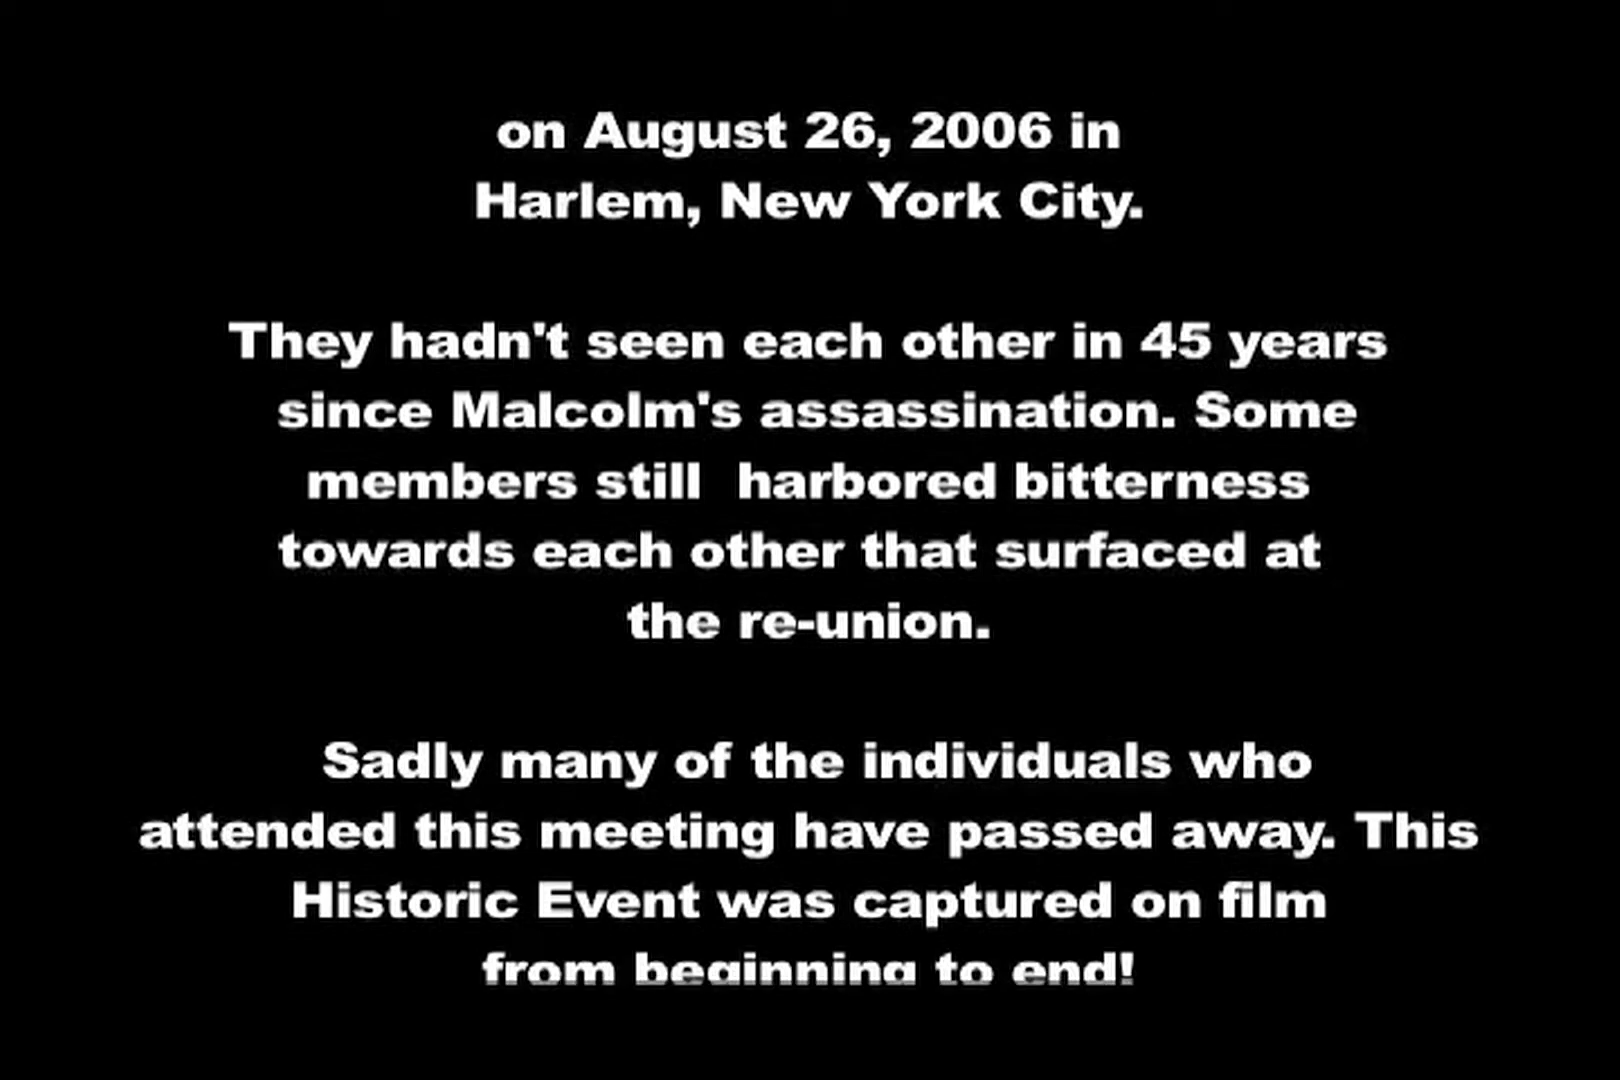 on August 26, 2006 in
Harlem, New York City.
They hadn't seen each other in 45 years
since Malcolm's assassination. Some
members still  harbored bitterness
towards each other that surfaced at
the re-union.
Sadly many of the individuals who
attended this meeting have passed away. This
Historic Event was captured on film
from beginning to end!